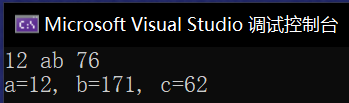 Microsoft Visual Studio 调试控制台
12 ab 76
a=12, b=171, c=62